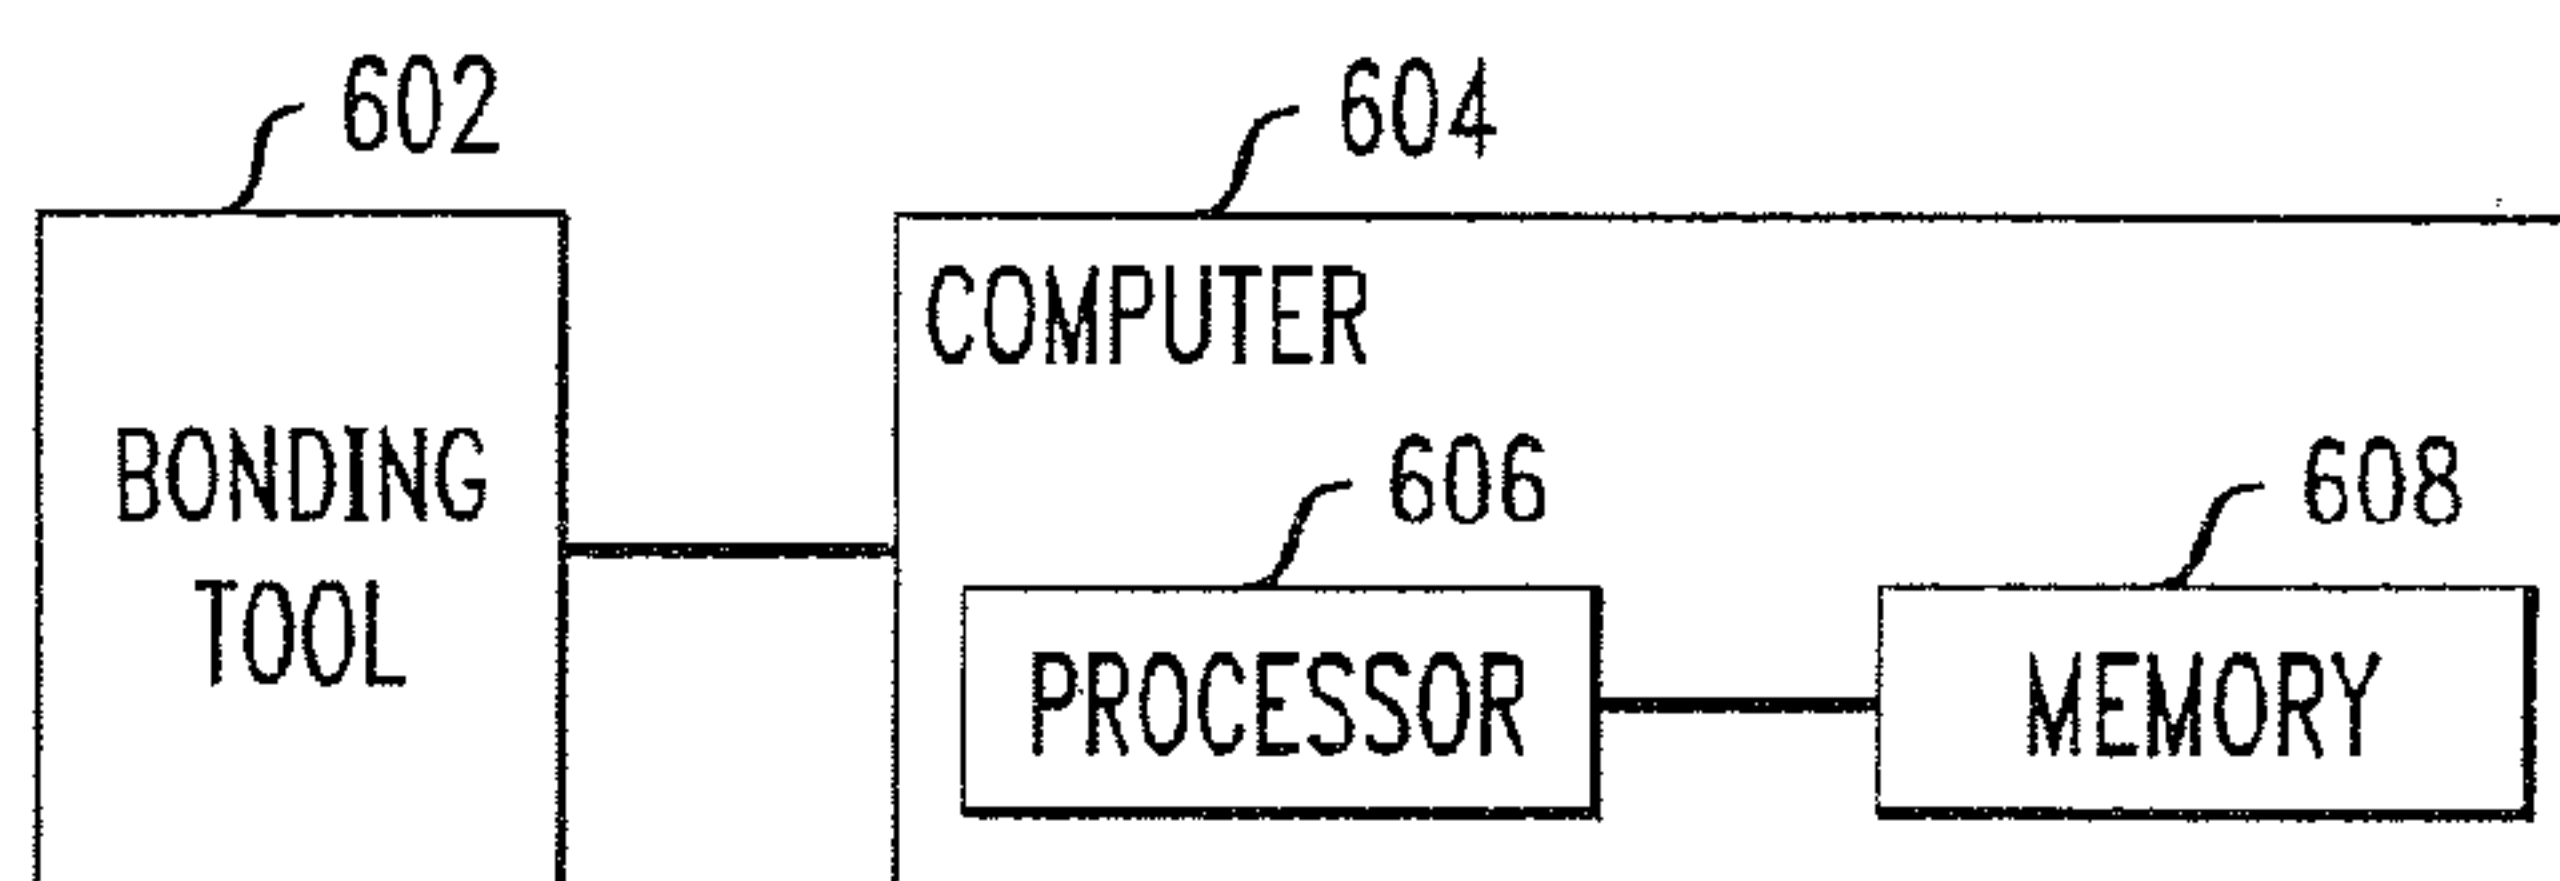 602
604
COMPUTER
BONDING
TOOL
606
608
PROCESSOR
MEMORY